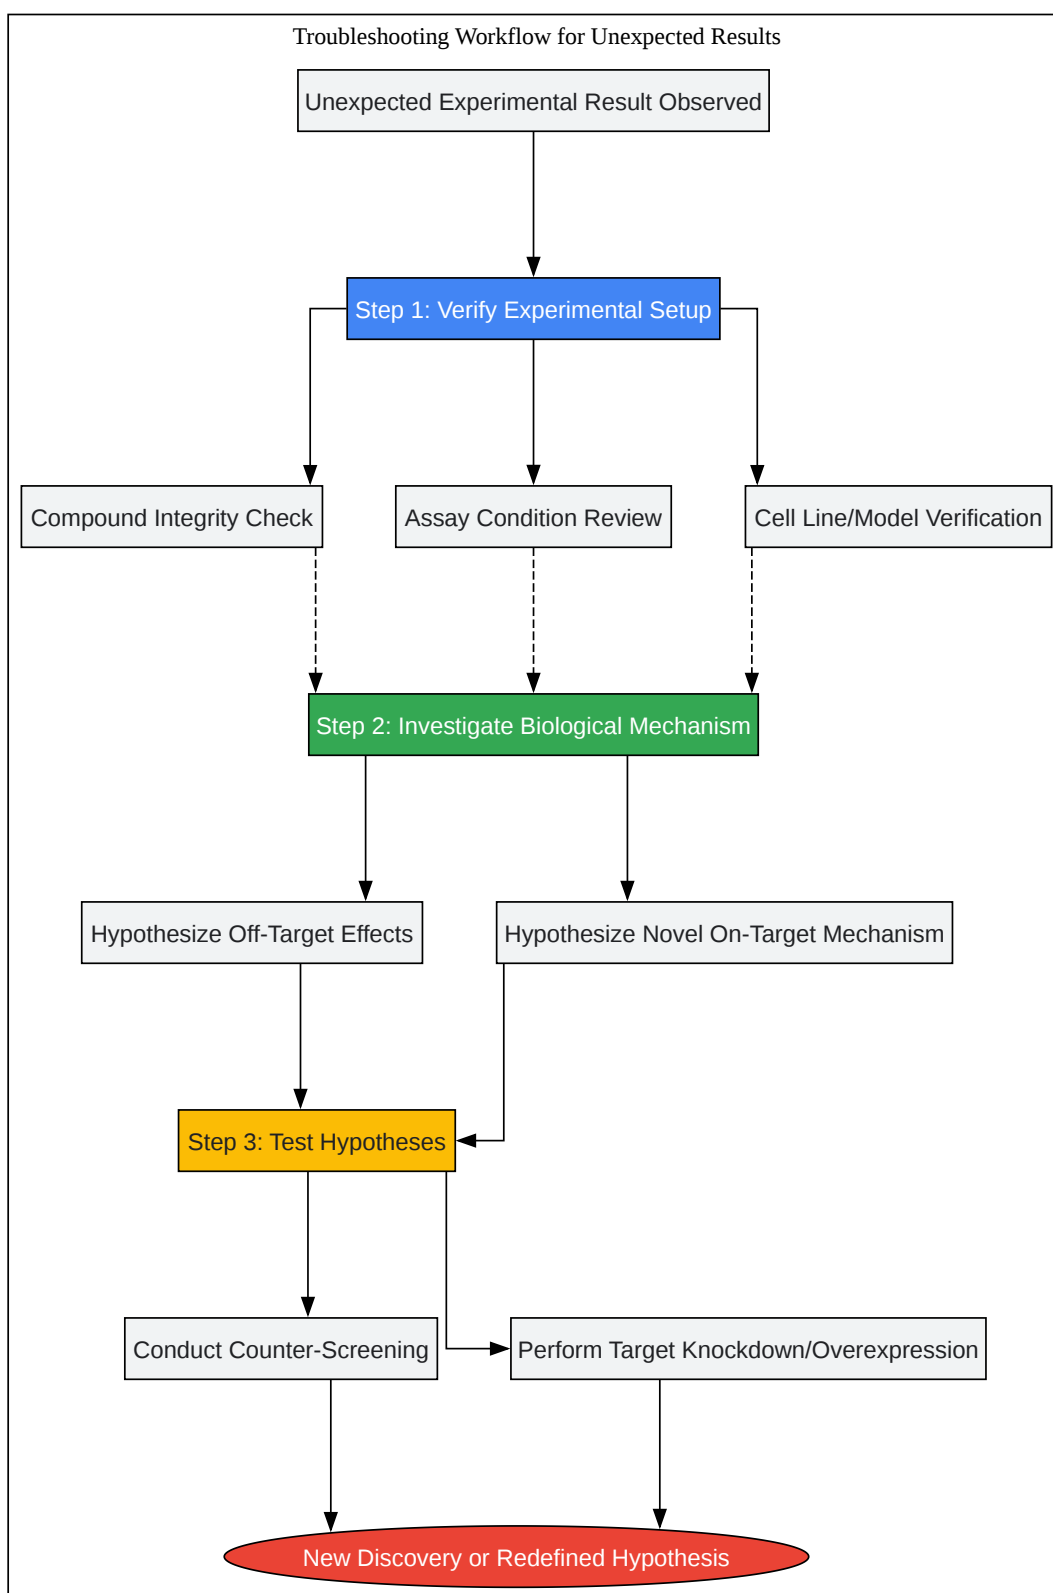 Troubleshooting Workflow for Unexpected Results
Unexpected Experimental Result Observed
Step 1: Verify Experimental Setup
Compound Integrity Check
Assay Condition Review
Cell Line/Model Verification
Step 2: Investigate Biological Mechanism
Hypothesize Off-Target Effects
Hypothesize Novel On-Target Mechanism
Step 3: Test Hypotheses
Conduct Counter-Screening
Perform Target Knockdown/Overexpression
New Discovery or Redefined Hypothesis